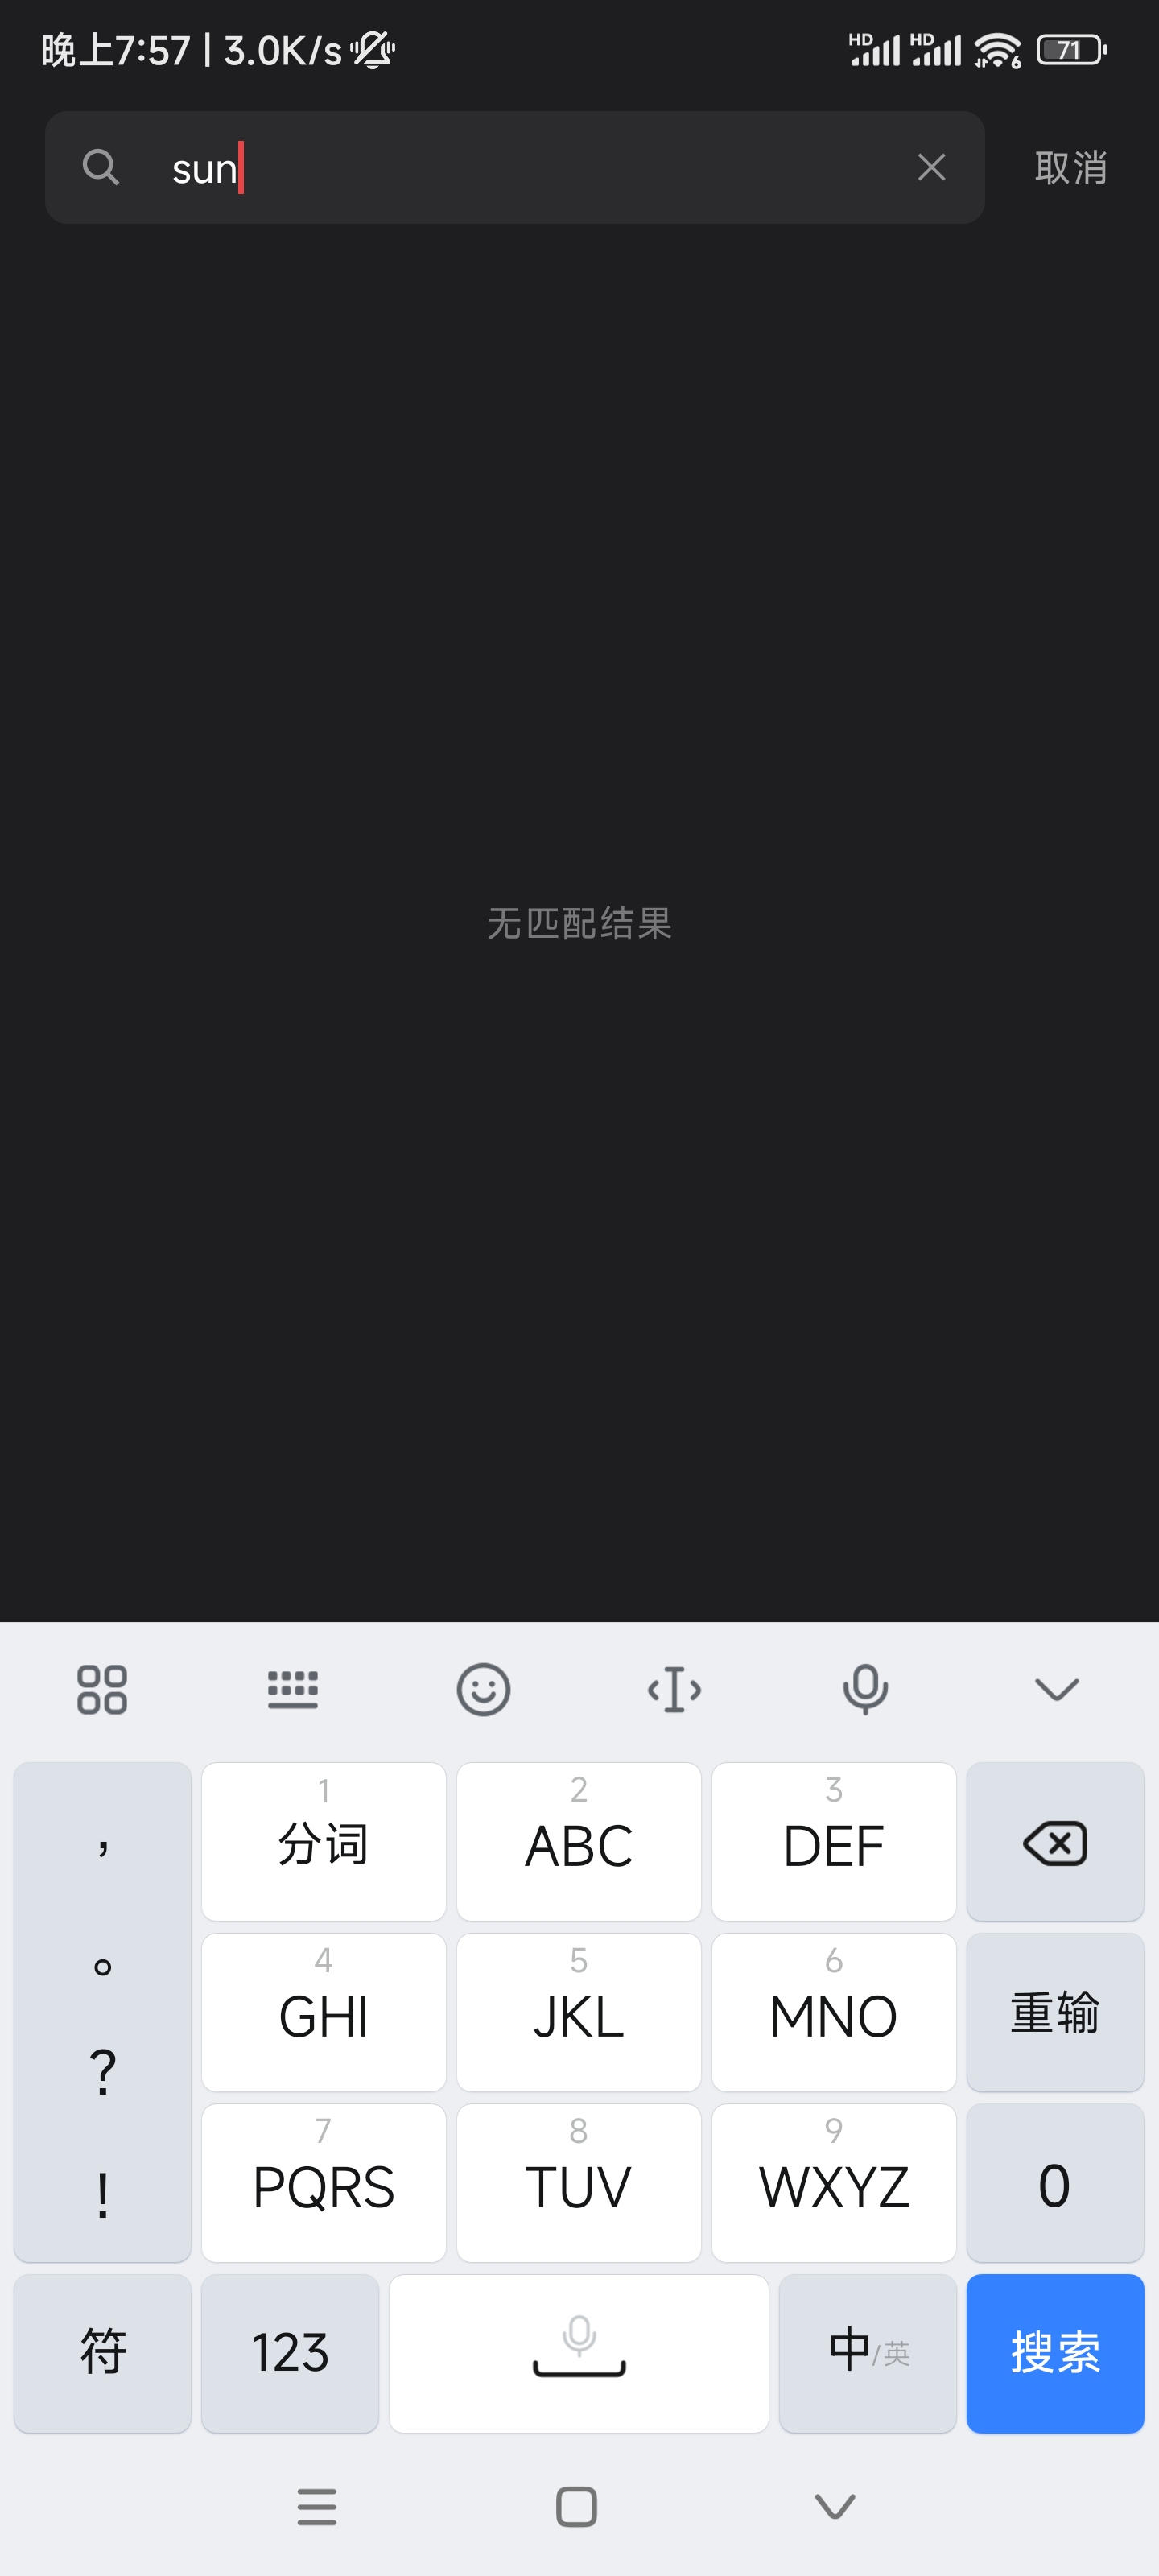 晚上7:57 | 3.0K/s HD HD 6 71
sun 取消
无匹配结果
， 1 2 3
分词 ABC DEF
。 4 5 6
GHI JKL MNO 重输
？
7 8 9
！ PQRS TUV WXYZ 0
符 123 中/英 搜索